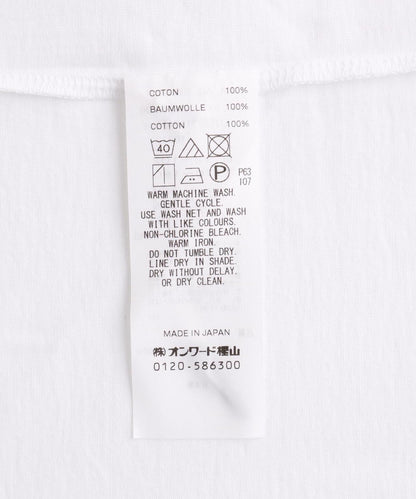 COTON 100%
BAUMWOLLE 100%
COTTON 100%
40
P P63
107
WARM MACHINE WASH.
GENTLE CYCLE.
USE WASH NET AND WASH
WITH LIKE COLOURS.
NON-CHLORINE BLEACH.
WARM IRON.
DO NOT TUMBLE DRY.
LINE DRY IN SHADE.
DRY WITHOUT DELAY.
OR DRY CLEAN.
MADE IN JAPAN
㈱オンワード樫山
0120-586300